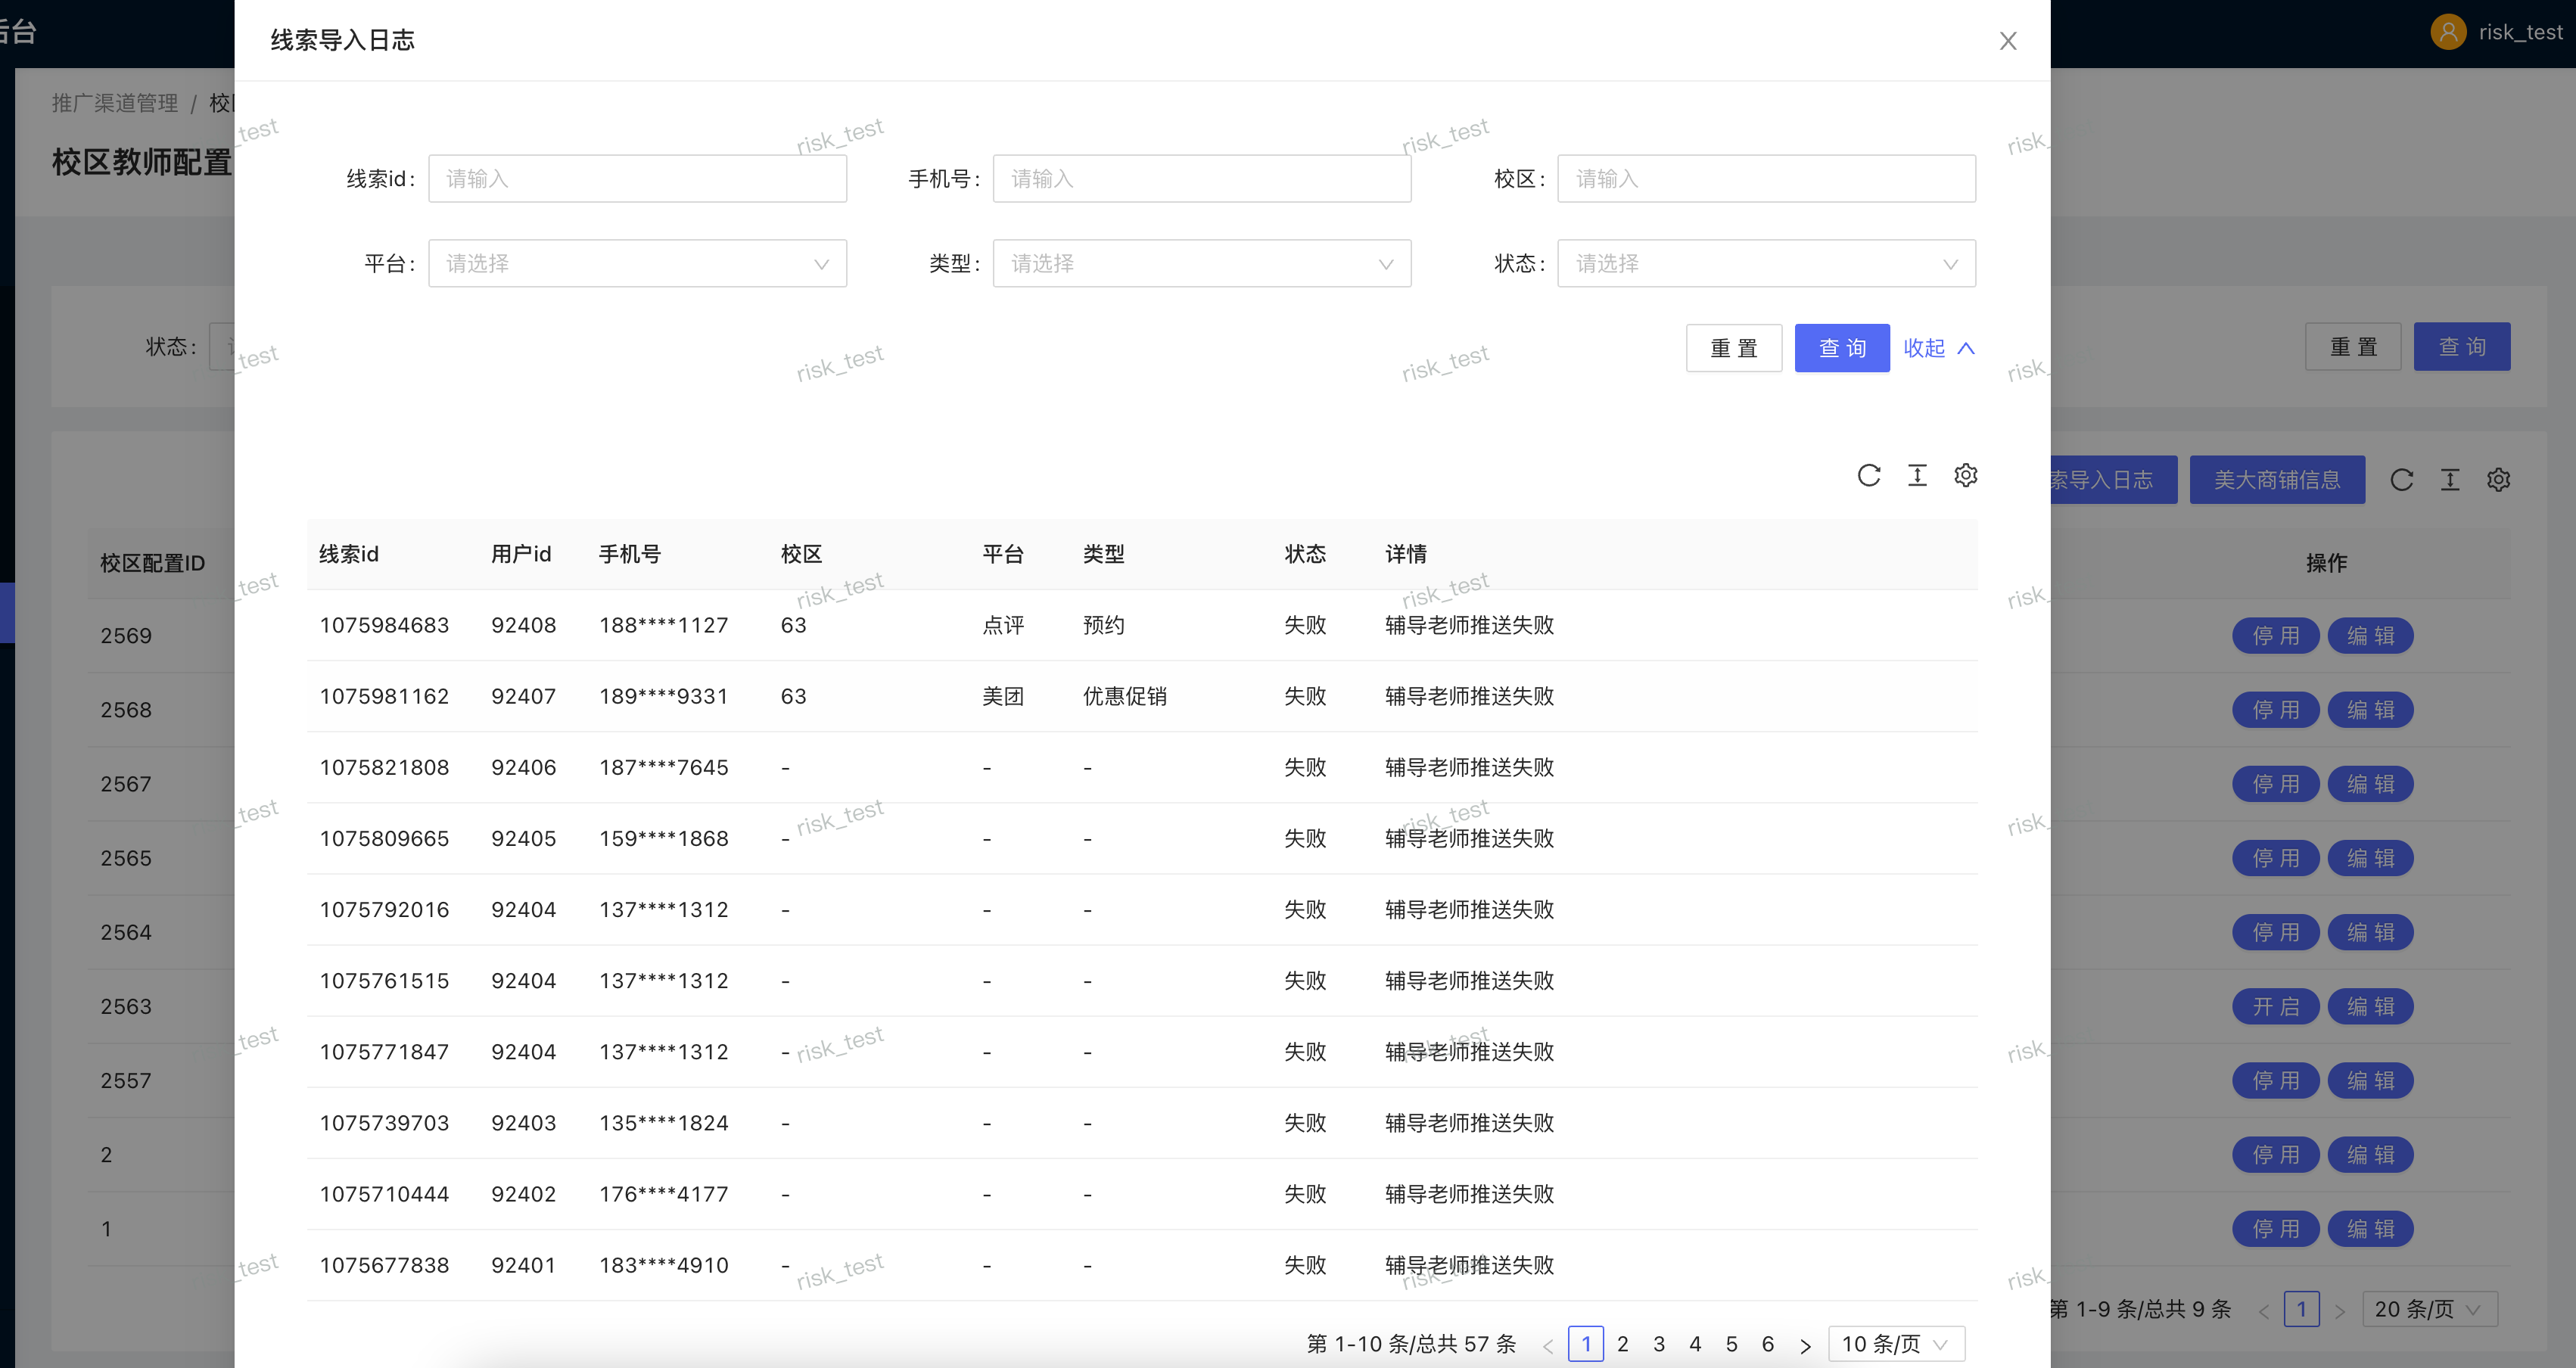 后台
risk_test
线索导入日志
推广渠道管理 / 校区
校区教师配置
线索id: 请输入 手机号: 请输入 校区: 请输入
平台: 请选择 类型: 请选择 状态: 请选择
重置 查询 收起
状态: 重置 查询
索导入日志 美大商铺信息
线索id 用户id 手机号 校区 平台 类型 状态 详情
1075984683 92408 188****1127 63 点评 预约 失败 辅导老师推送失败
1075981162 92407 189****9331 63 美团 优惠促销 失败 辅导老师推送失败
1075821808 92406 187****7645 - - - 失败 辅导老师推送失败
1075809665 92405 159****1868 - - - 失败 辅导老师推送失败
1075792016 92404 137****1312 - - - 失败 辅导老师推送失败
1075761515 92404 137****1312 - - - 失败 辅导老师推送失败
1075771847 92404 137****1312 - - - 失败 辅导老师推送失败
1075739703 92403 135****1824 - - - 失败 辅导老师推送失败
1075710444 92402 176****4177 - - - 失败 辅导老师推送失败
1075677838 92401 183****4910 - - - 失败 辅导老师推送失败
第 1-10 条/总共 57 条 < 1 2 3 4 5 6 > 10 条/页
校区配置ID 操作
2569 停用 编辑
2568 停用 编辑
2567 停用 编辑
2565 停用 编辑
2564 停用 编辑
2563 开启 编辑
2557 停用 编辑
2 停用 编辑
1 停用 编辑
第 1-9 条/总共 9 条 < 1 > 20 条/页
risk_test